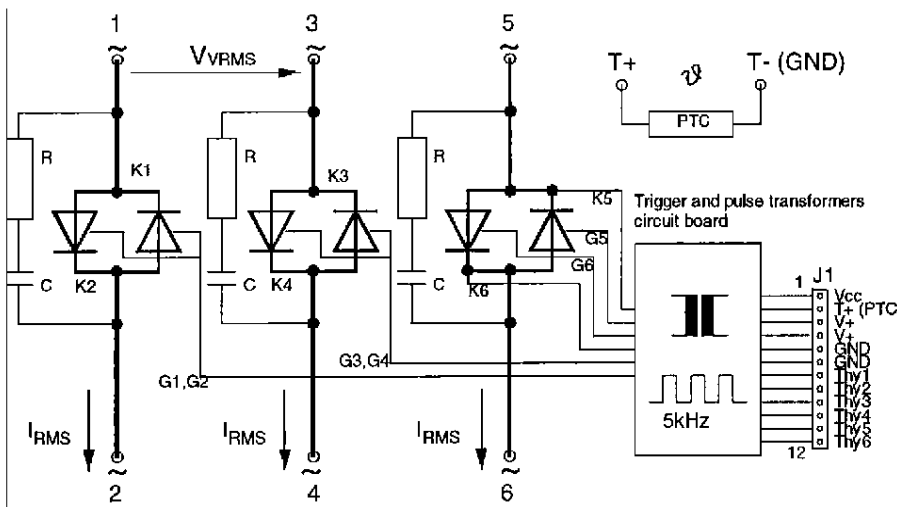 1 3 5
~ ~ ~
VVRMS
T+ ϑ T- (GND)
PTC
R R
K1 K3 K5
Trigger and pulse transformers
circuit board
G5
G6
C K2 C K4 C K6
1 J1
Vcc
T+ (PTC
V+
V+
GND
GND
Thy1
Thy2
Thy3
Thy4
Thy5
Thy6
12
G1,G2 G3,G4
5kHz
IRMS IRMS IRMS
~ ~ ~
2 4 6